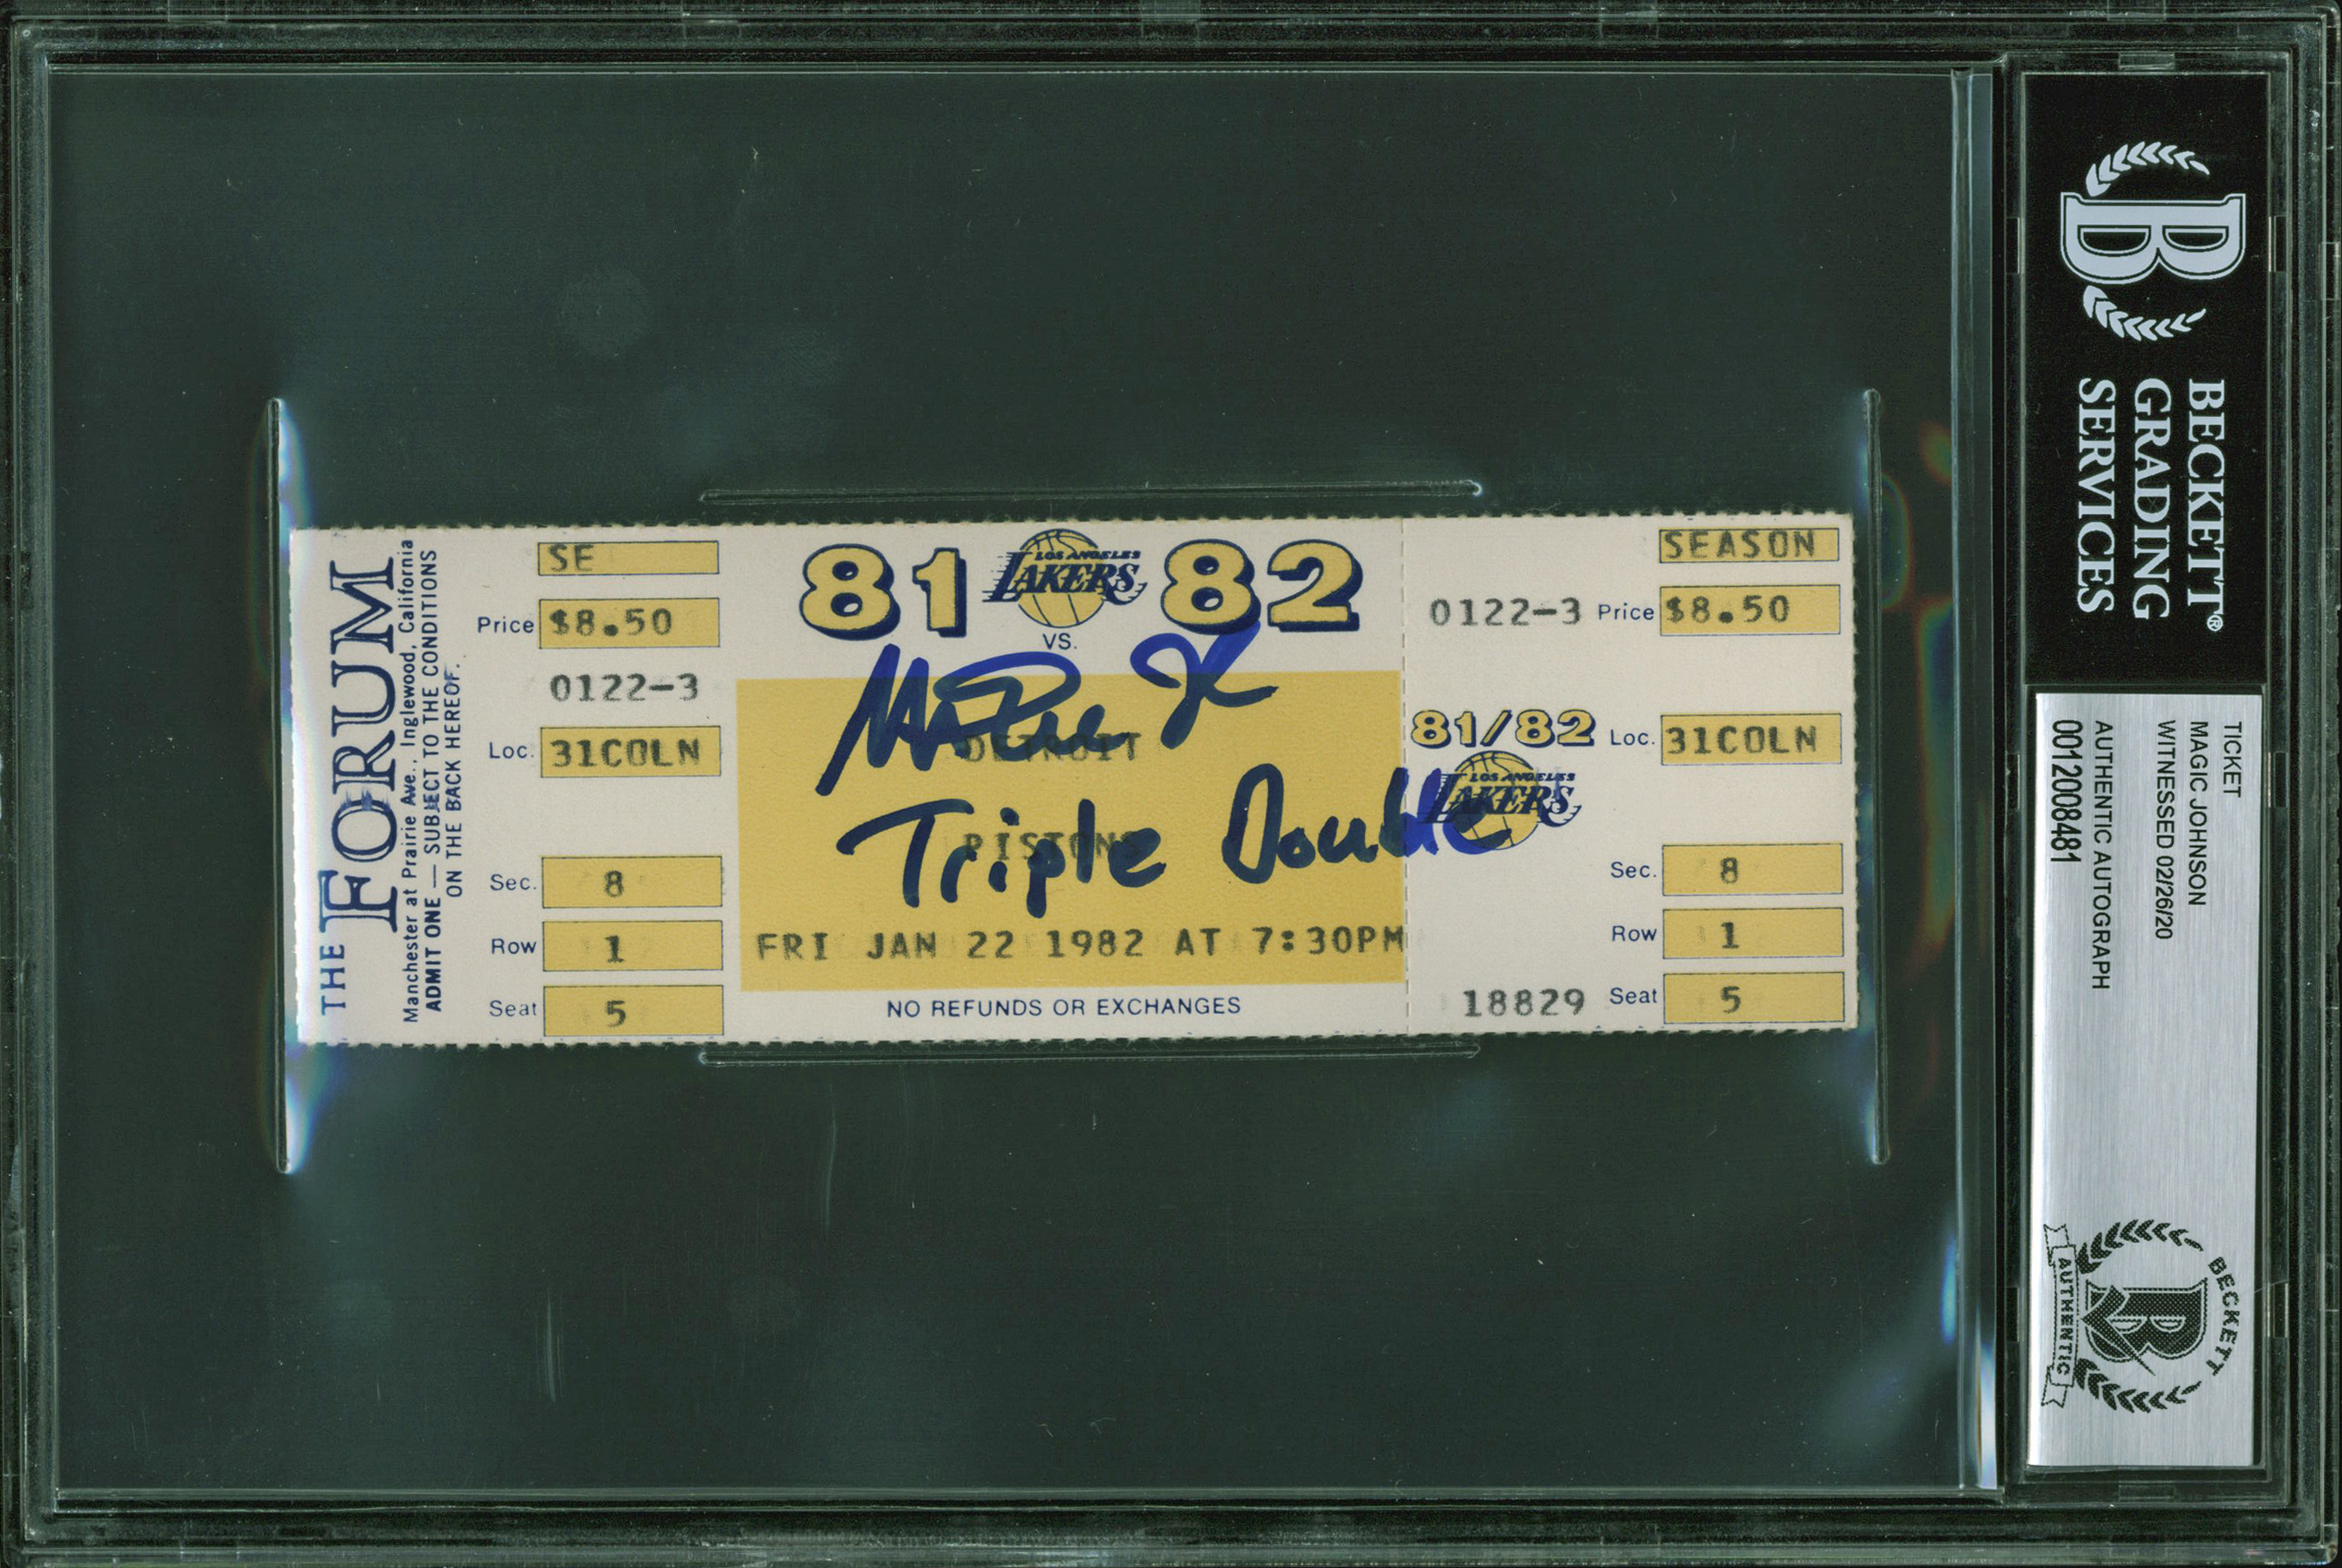 THE FORUM
Manchester at Prairie Ave., Inglewood, California
ADMIT ONE — SUBJECT TO THE CONDITIONS
ON THE BACK HEREOF.
SE
Price $8.50
0122-3
Loc. 31COLN
Sec. 8
Row 1
Seat 5
81 LOS ANGELES LAKERS 82
VS.
DETROIT
PISTONS
Triple Double
FRI JAN 22 1982 AT 7:30PM
NO REFUNDS OR EXCHANGES
SEASON
0122-3 Price $8.50
81/82 Loc. 31COLN
LOS ANGELES
LAKERS
Sec. 8
Row 1
18829 Seat 5
B
BECKETT®
GRADING
SERVICES
TICKET
MAGIC JOHNSON
WITNESSED 02/26/20
AUTHENTIC AUTOGRAPH
0012008481
BECKETT
B
AUTHENTIC